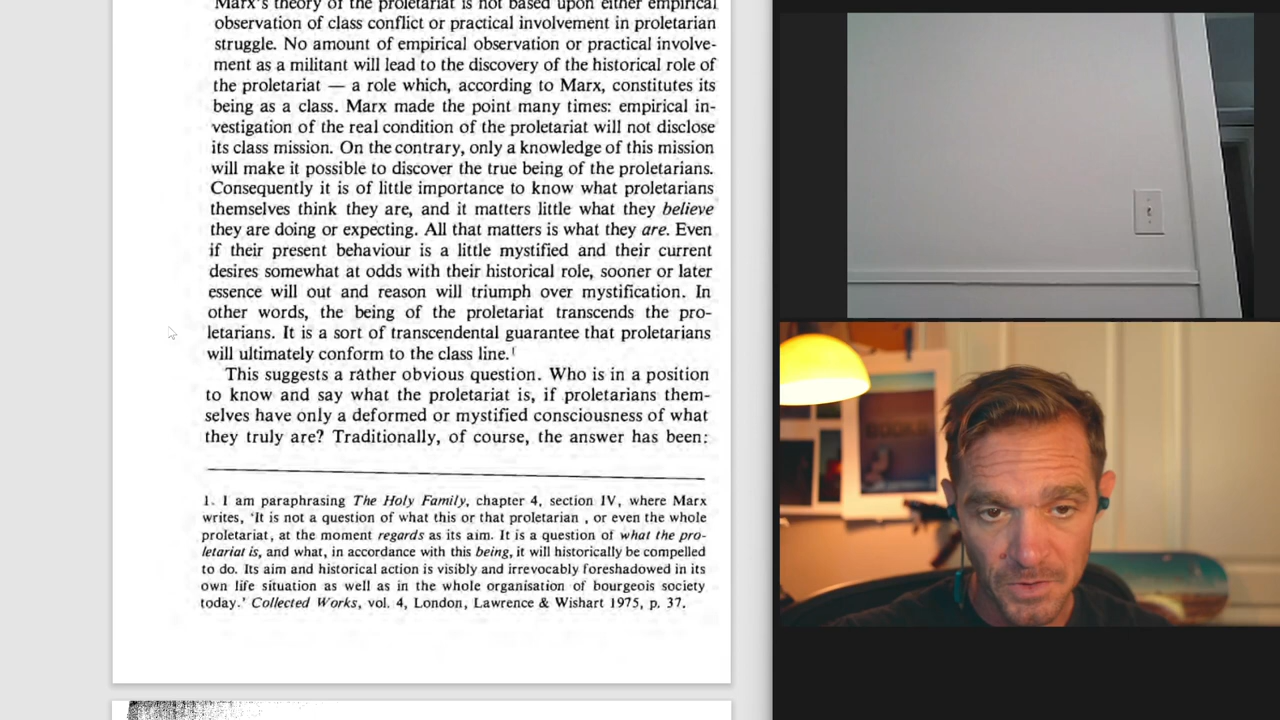 Marx's theory of the proletariat is not based upon either empirical
observation of class conflict or practical involvement in proletarian
struggle. No amount of empirical observation or practical involve-
ment as a militant will lead to the discovery of the historical role of
the proletariat — a role which, according to Marx, constitutes its
being as a class. Marx made the point many times: empirical in-
vestigation of the real condition of the proletariat will not disclose
its class mission. On the contrary, only a knowledge of this mission
will make it possible to discover the true being of the proletarians.
Consequently it is of little importance to know what proletarians
themselves think they are, and it matters little what they believe
they are doing or expecting. All that matters is what they are. Even
if their present behaviour is a little mystified and their current
desires somewhat at odds with their historical role, sooner or later
essence will out and reason will triumph over mystification. In
other words, the being of the proletariat transcends the pro-
letarians. It is a sort of transcendental guarantee that proletarians
will ultimately conform to the class line.¹
This suggests a rather obvious question. Who is in a position
to know and say what the proletariat is, if proletarians them-
selves have only a deformed or mystified consciousness of what
they truly are? Traditionally, of course, the answer has been:
1. I am paraphrasing The Holy Family, chapter 4, section IV, where Marx
writes, 'It is not a question of what this or that proletarian , or even the whole
proletariat, at the moment regards as its aim. It is a question of what the pro-
letariat is, and what, in accordance with this being, it will historically be compelled
to do. Its aim and historical action is visibly and irrevocably foreshadowed in its
own life situation as well as in the whole organisation of bourgeois society
today.' Collected Works, vol. 4, London, Lawrence & Wishart 1975, p. 37.